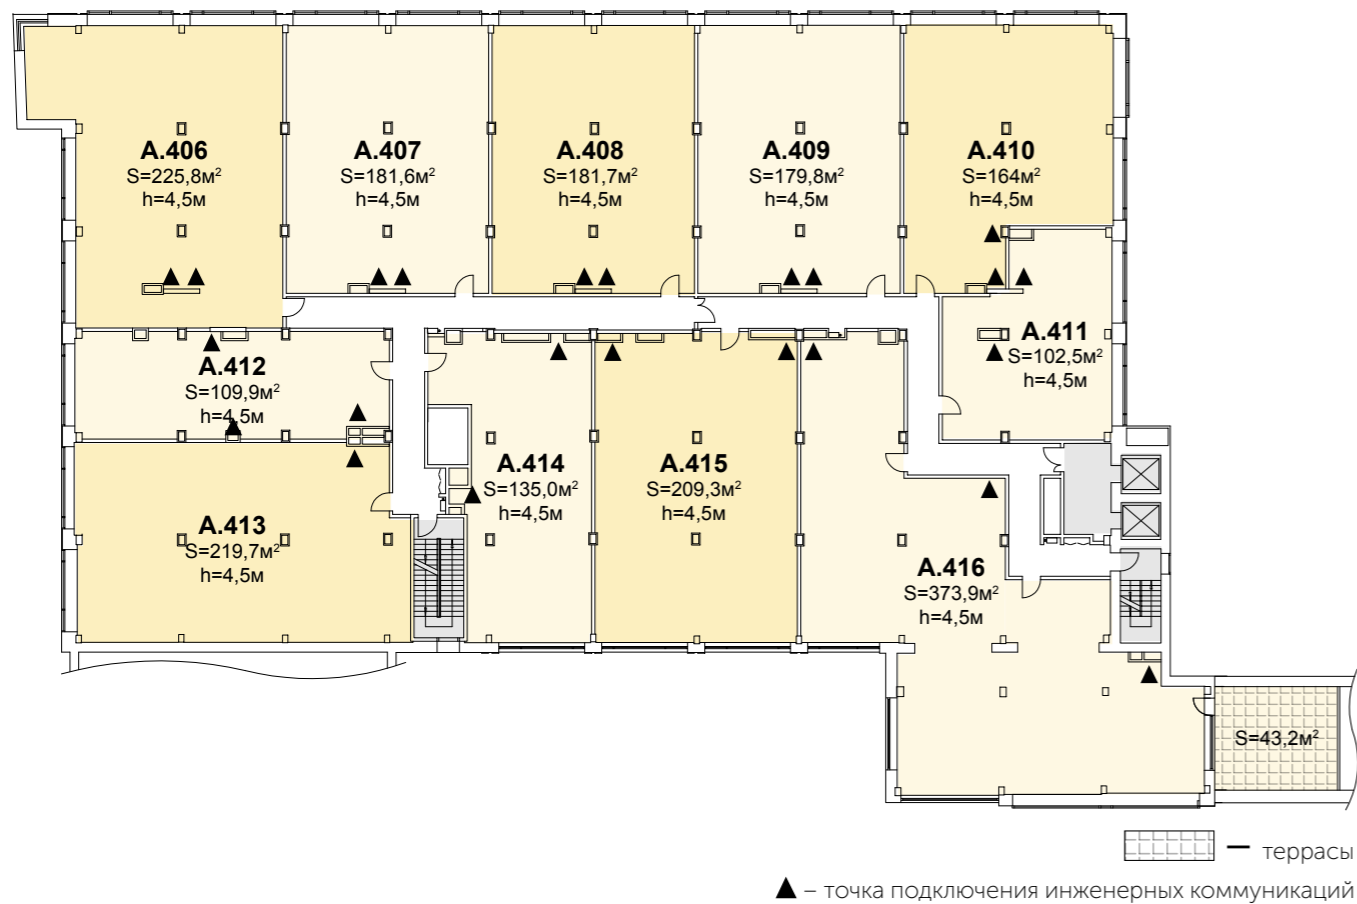 А.406
S=225,8м²
h=4,5м
А.407
S=181,6м²
h=4,5м
А.408
S=181,7м²
h=4,5м
А.409
S=179,8м²
h=4,5м
А.410
S=164м²
h=4,5м
А.411
S=102,5м²
h=4,5м
А.412
S=109,9м²
h=4,5м
А.413
S=219,7м²
h=4,5м
А.414
S=135,0м²
h=4,5м
А.415
S=209,3м²
h=4,5м
А.416
S=373,9м²
h=4,5м
S=43,2м²
— террасы
▲ – точка подключения инженерных коммуникаций